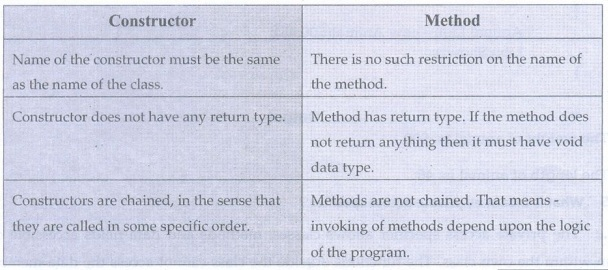 Constructor
Method
Name of the constructor must be the same
as the name of the class.
There is no such restriction on the name of
the method.
Constructor does not have any return type.
Method has return type. If the method does
not return anything then it must have void
data type.
Constructors are chained, in the sense that
they are called in some specific order.
Methods are not chained. That means -
invoking of methods depend upon the logic
of the program.